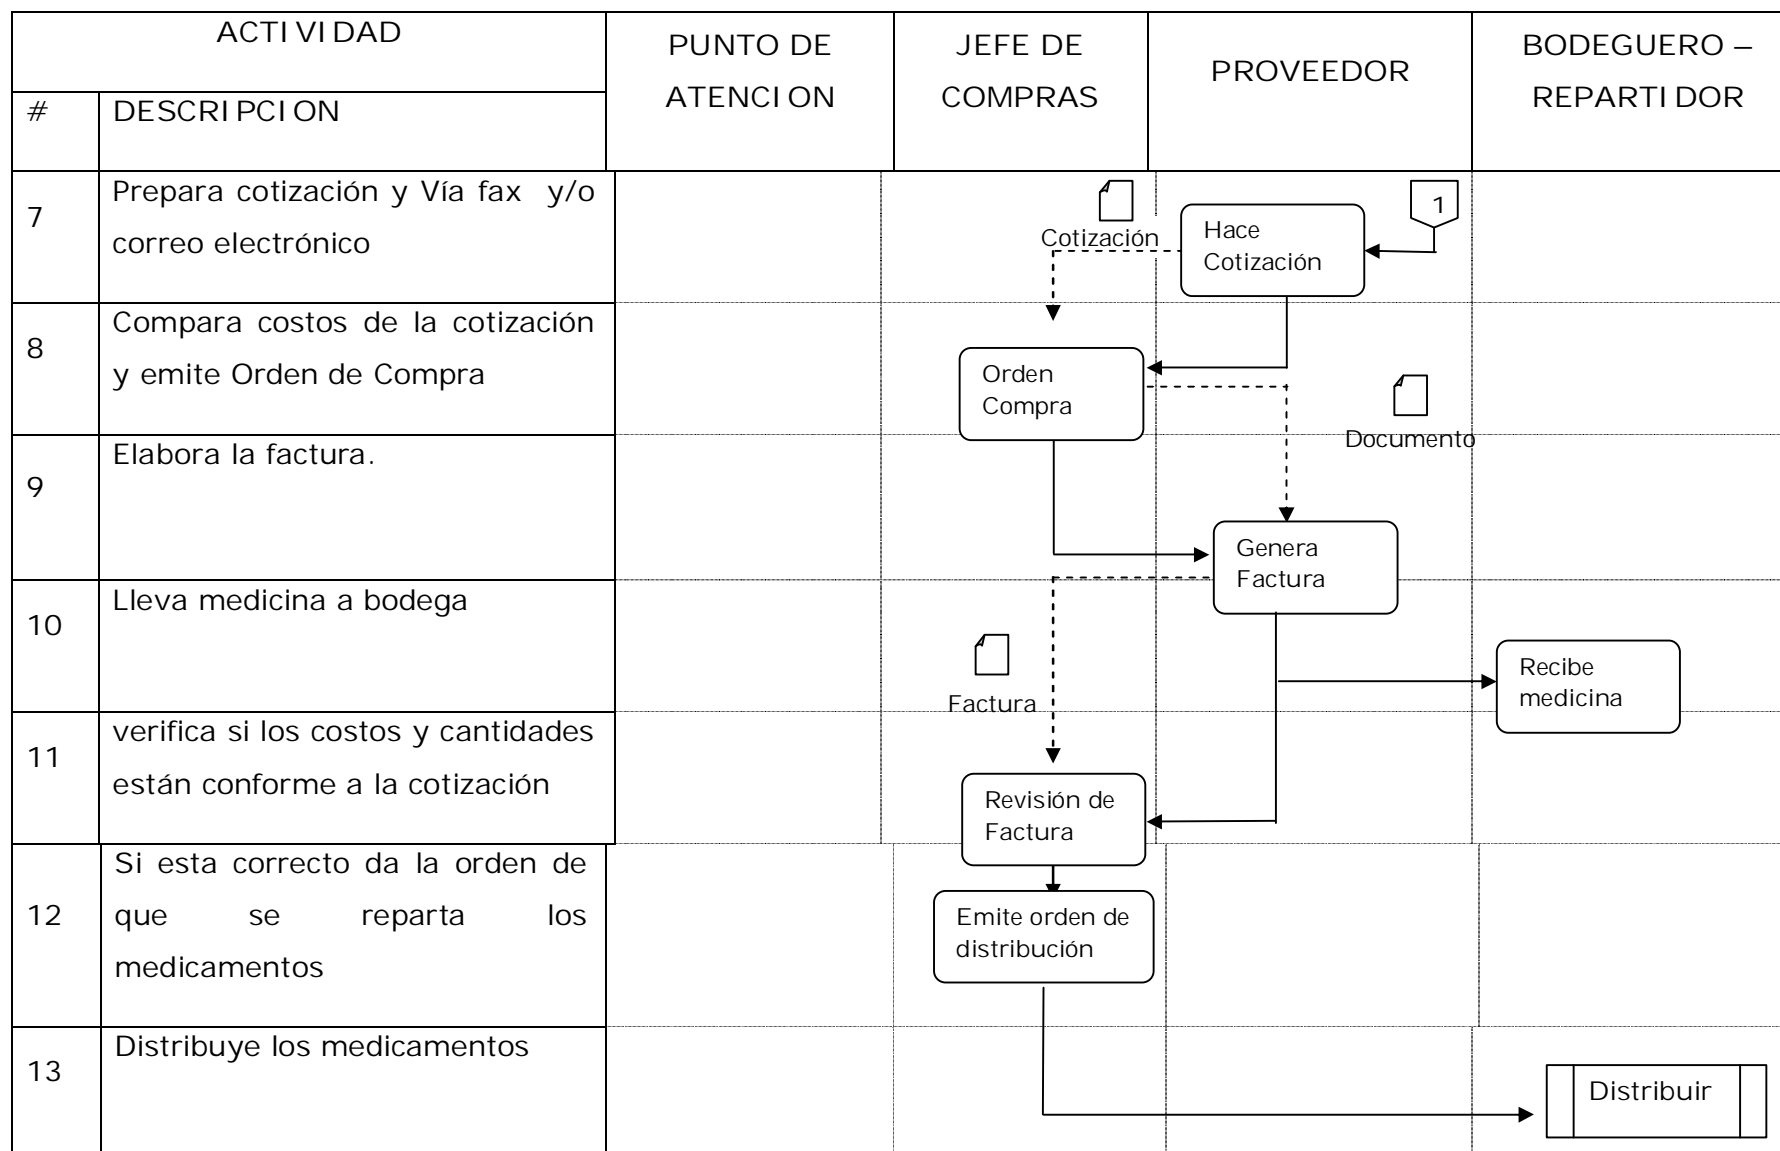 ACTIVIDAD
PUNTO DE
ATENCION
JEFE DE
COMPRAS
PROVEEDOR
BODEGUERO –
REPARTIDOR
#
DESCRIPCION
7
Prepara cotización y Vía fax y/o
correo electrónico
Cotización
Hace
Cotización
1
8
Compara costos de la cotización
y emite Orden de Compra
Orden
Compra
Documento
9
Elabora la factura.
Genera
Factura
10
Lleva medicina a bodega
Factura
Recibe
medicina
11
verifica si los costos y cantidades
están conforme a la cotización
Revisión de
Factura
12
Si esta correcto da la orden de
que se reparta los
medicamentos
Emite orden de
distribución
13
Distribuye los medicamentos
Distribuir